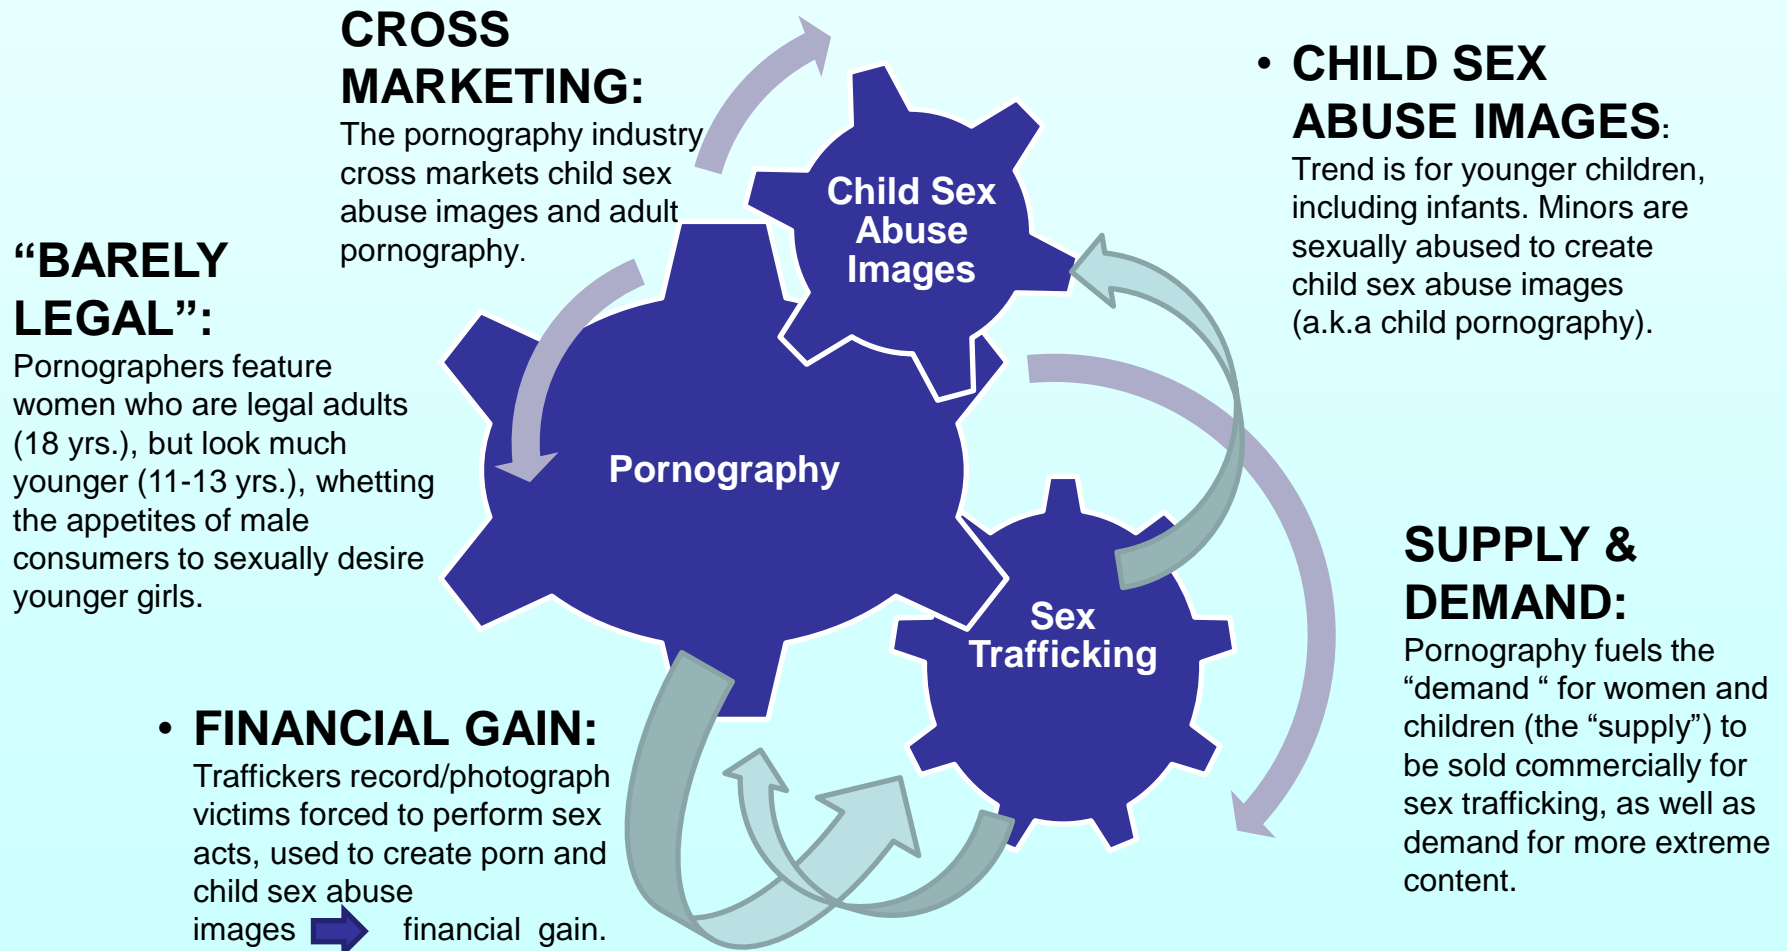 CROSS
MARKETING:
The pornography industry
cross markets child sex
abuse images and adult
pornography.
“BARELY
LEGAL”:
Pornographers feature
women who are legal adults
(18 yrs.), but look much
younger (11-13 yrs.), whetting
the appetites of male
consumers to sexually desire
younger girls.
• FINANCIAL GAIN:
Traffickers record/photograph
victims forced to perform sex
acts, used to create porn and
child sex abuse
images financial gain.
Child Sex
Abuse
Images
Pornography
Sex
Trafficking
• CHILD SEX
ABUSE IMAGES:
Trend is for younger children,
including infants. Minors are
sexually abused to create
child sex abuse images
(a.k.a child pornography).
SUPPLY &
DEMAND:
Pornography fuels the
“demand “ for women and
children (the “supply”) to
be sold commercially for
sex trafficking, as well as
demand for more extreme
content.